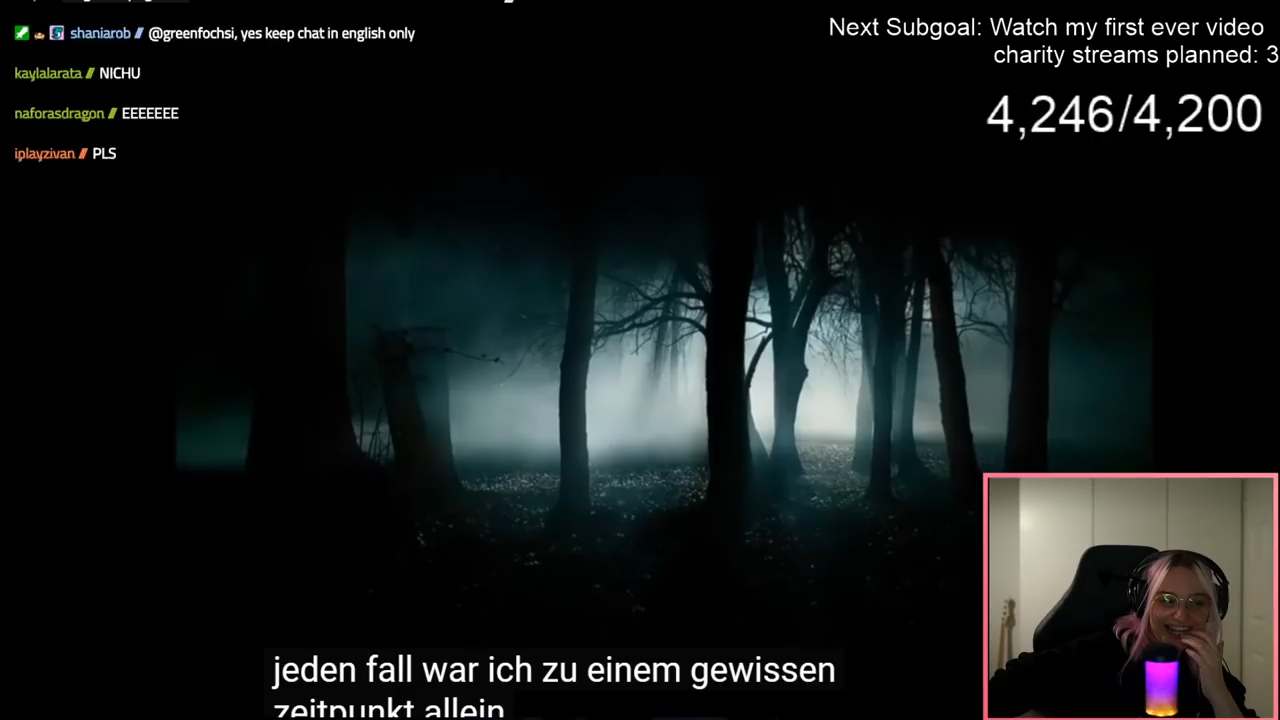 shaniarob // @greenfochsi, yes keep chat in english only
kaylalarata // NICHU
naforasdragon // EEEEEEE
iplayzivan // PLS
Next Subgoal: Watch my first ever video
charity streams planned: 3
4,246/4,200
jeden fall war ich zu einem gewissen
zeitpunkt allein